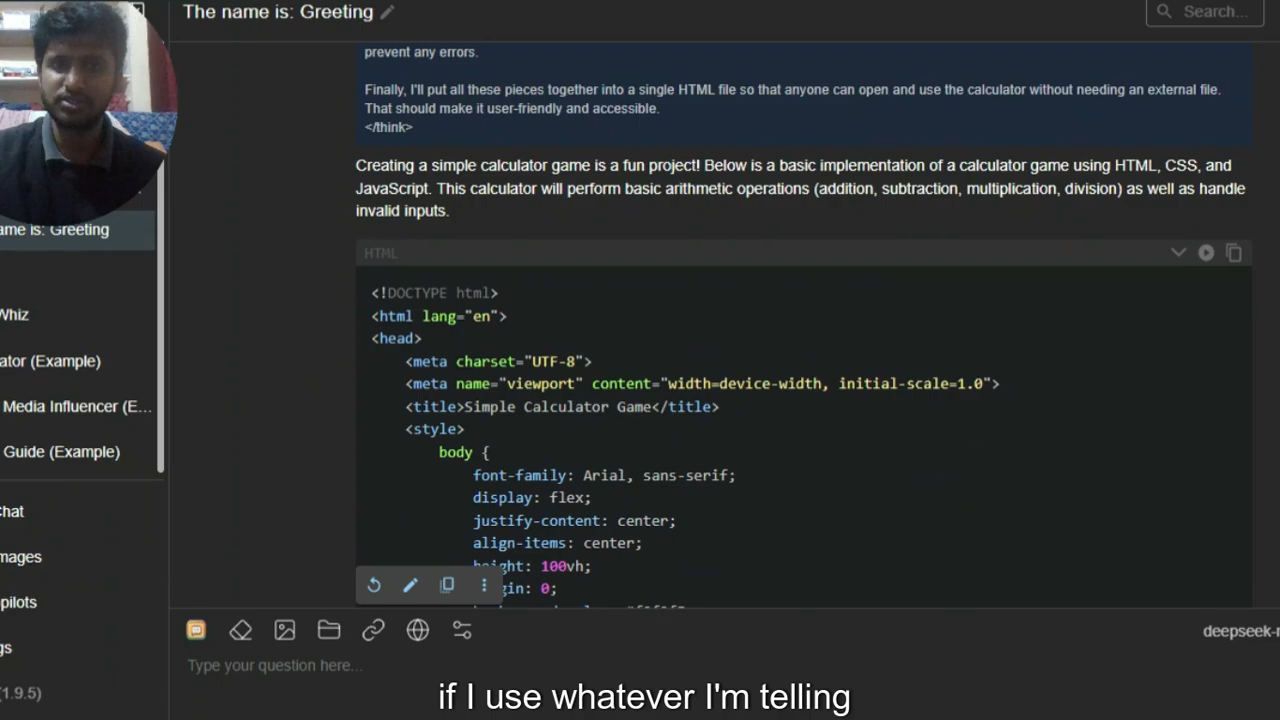 The name is: Greeting
Search...
prevent any errors.
Finally, I'll put all these pieces together into a single HTML file so that anyone can open and use the calculator without needing an external file.
That should make it user-friendly and accessible.
</think>
Creating a simple calculator game is a fun project! Below is a basic implementation of a calculator game using HTML, CSS, and
JavaScript. This calculator will perform basic arithmetic operations (addition, subtraction, multiplication, division) as well as handle
invalid inputs.
ame is: Greeting
Whiz
ator (Example)
Media Influencer (E...
Guide (Example)
Chat
mages
pilots
gs
(1.9.5)
HTML
<!DOCTYPE html>
<html lang="en">
<head>
<meta charset="UTF-8">
<meta name="viewport" content="width=device-width, initial-scale=1.0">
<title>Simple Calculator Game</title>
<style>
body {
font-family: Arial, sans-serif;
display: flex;
justify-content: center;
align-items: center;
height: 100vh;
gin: 0;
deepseek-r
Type your question here...
if I use whatever I'm telling